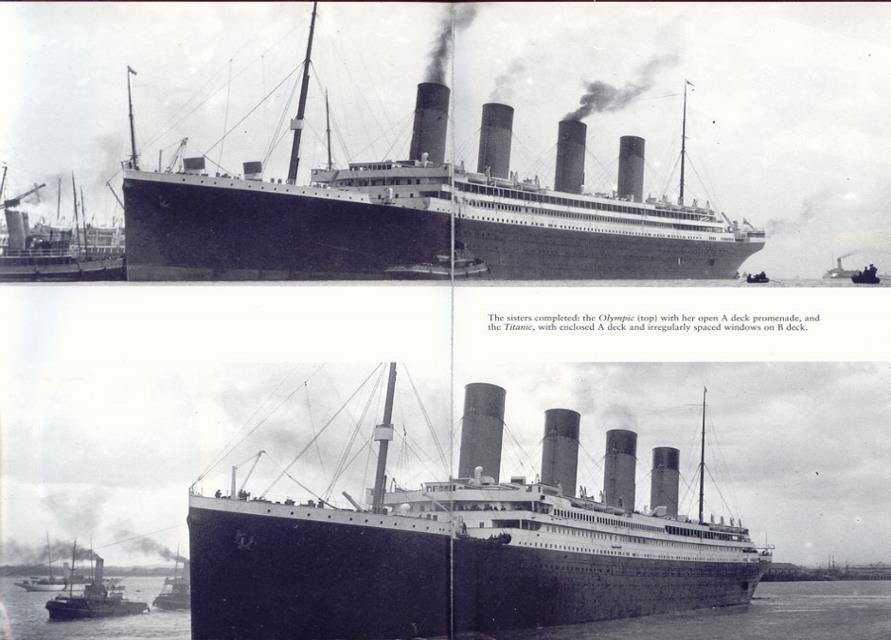 The sisters completed: the Olympic (top) with her open A deck promenade, and
the Titanic, with enclosed A deck and irregularly spaced windows on B deck.